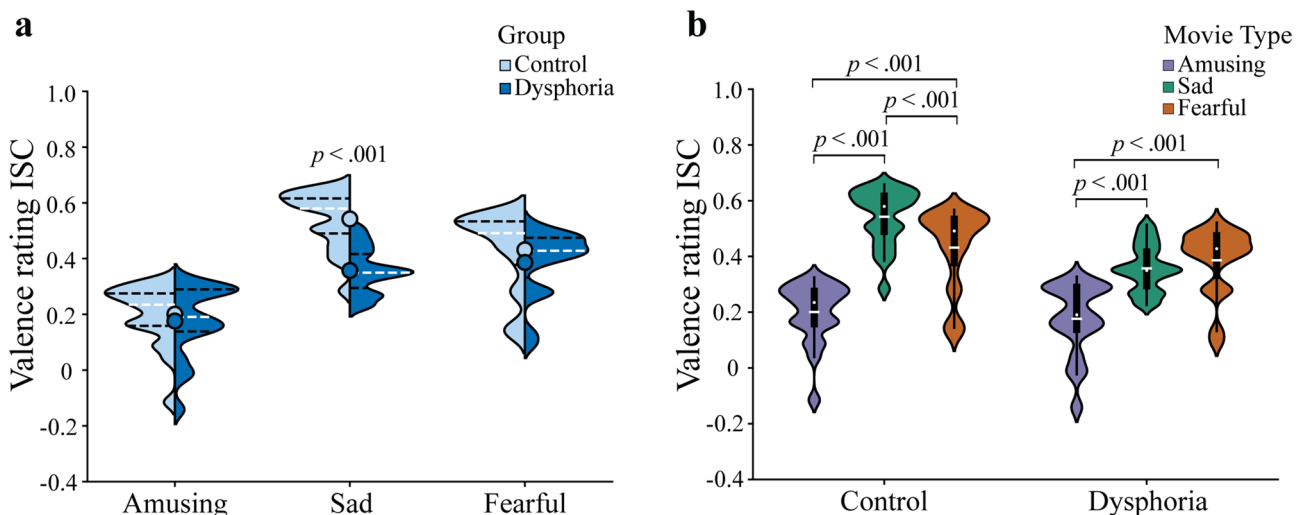 a
Group
Control
Dysphoria
Valence rating ISC
1.0
0.8
0.6
0.4
0.2
0
-0.2
-0.4
p < .001
Amusing
Sad
Fearful
b
Movie Type
Amusing
Sad
Fearful
Valence rating ISC
1.0
0.8
0.6
0.4
0.2
0
-0.2
-0.4
p < .001
p < .001
p < .001
p < .001
p < .001
Control
Dysphoria